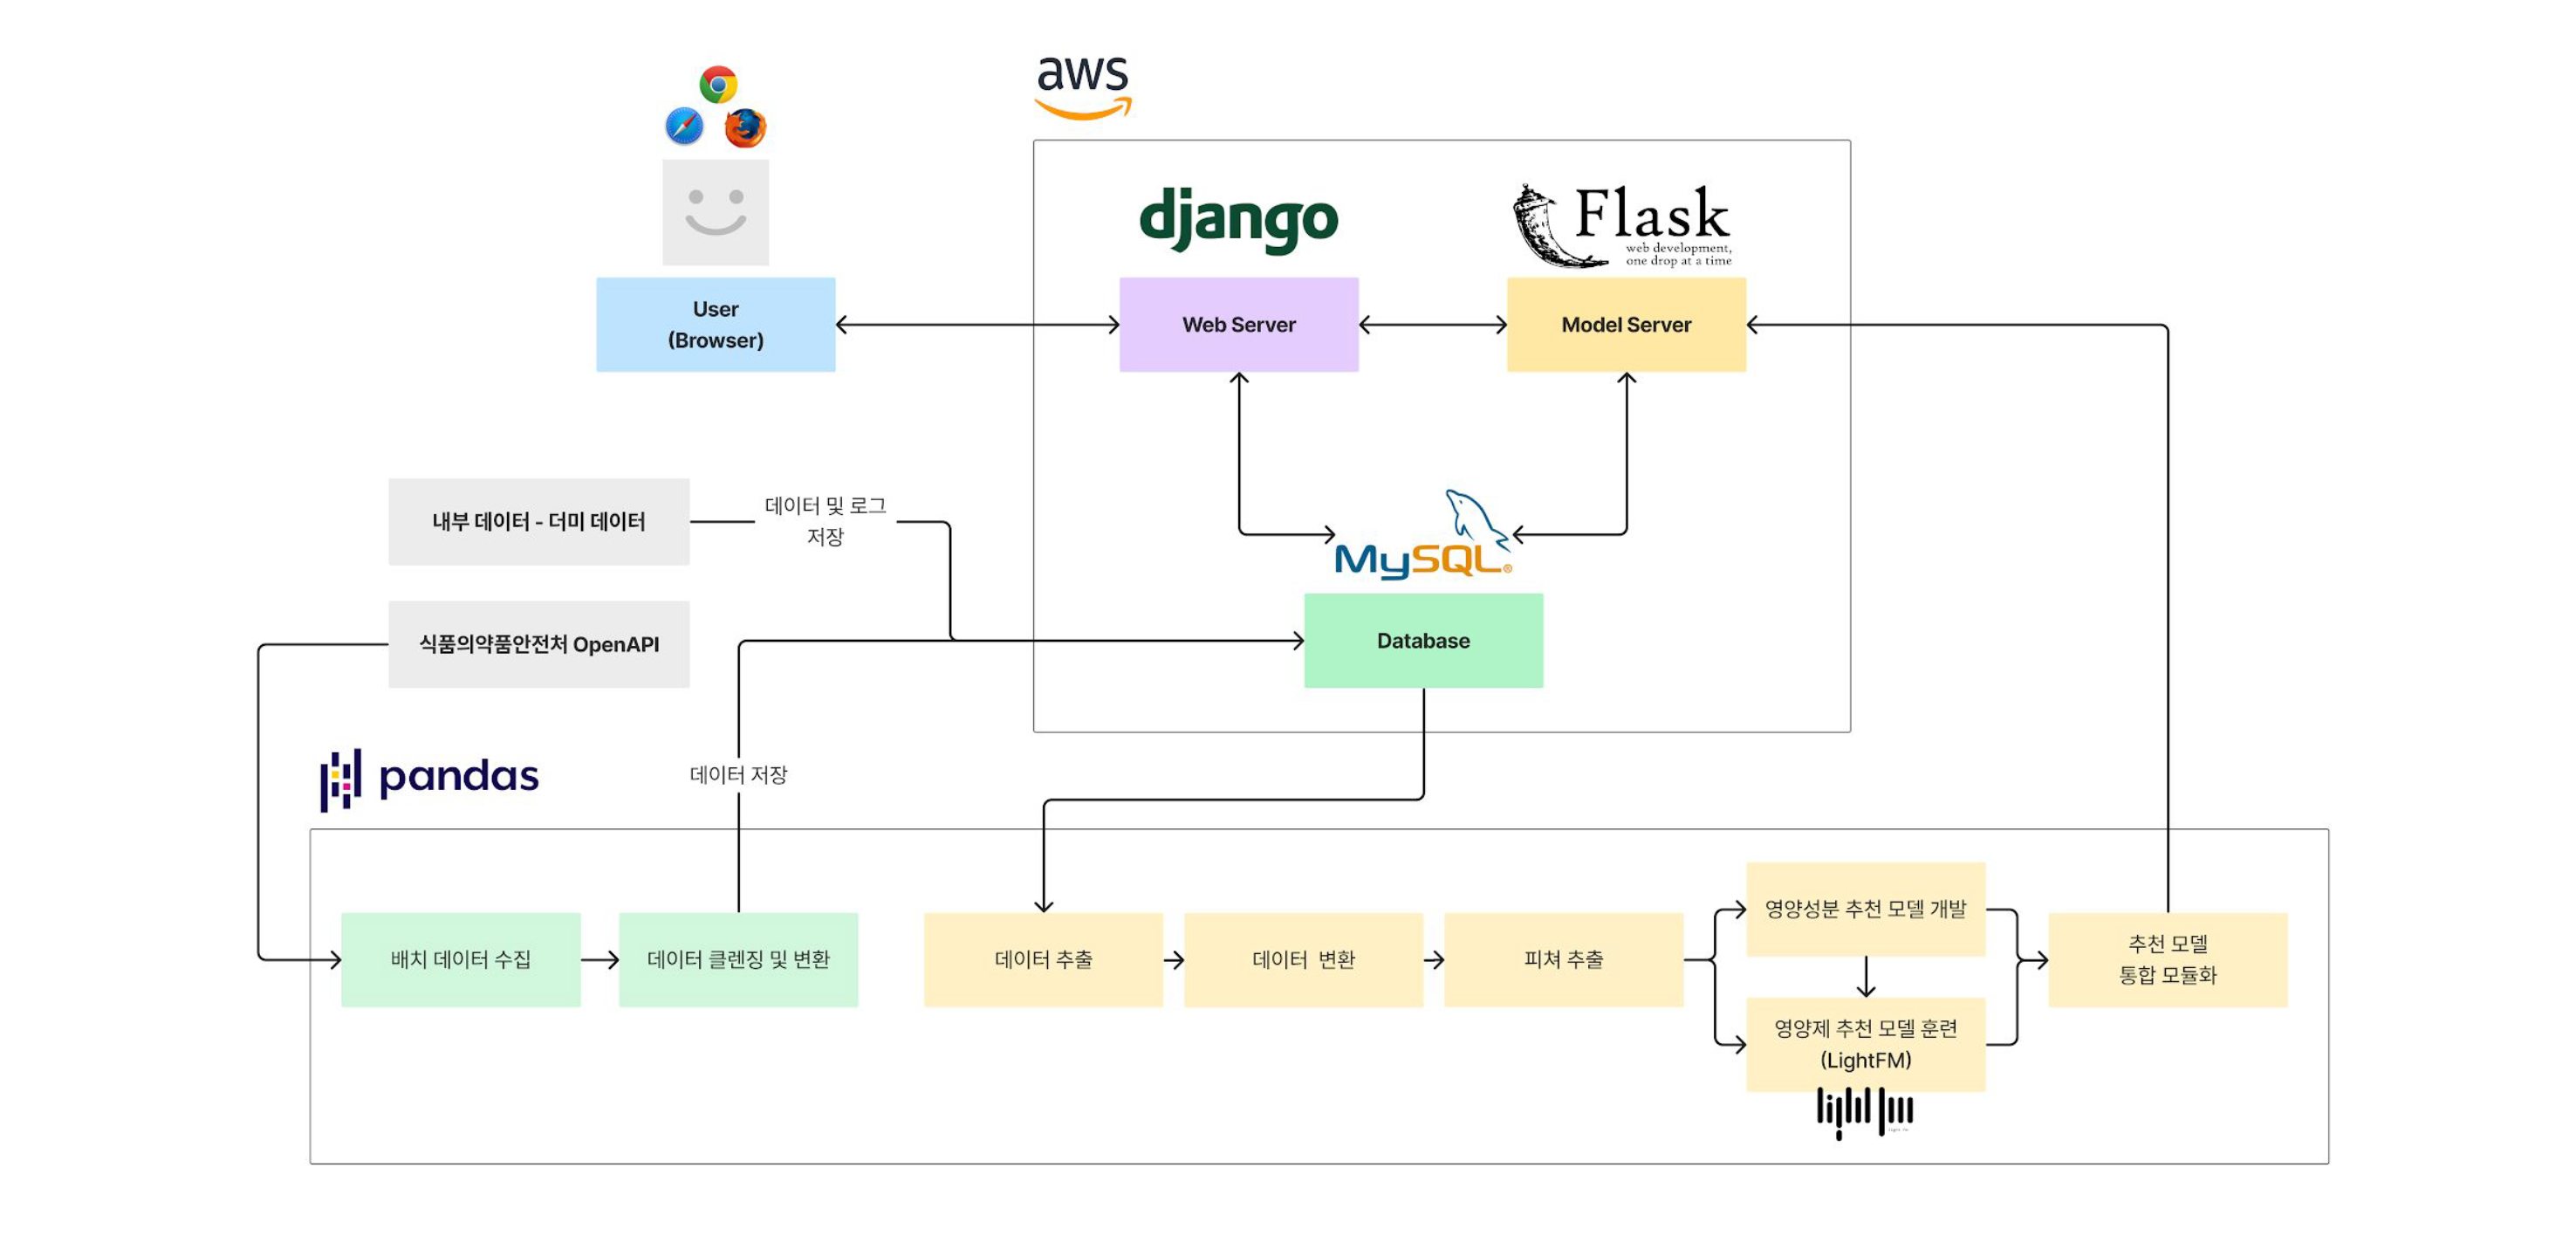 aws
django
Flask
web development,
one drop at a time
User
(Browser)
Web Server
Model Server
내부 데이터 - 더미 데이터
데이터 및 로그
저장
MySQL®
식품의약품안전처 OpenAPI
Database
pandas
데이터 저장
배치 데이터 수집
데이터 클렌징 및 변환
데이터 추출
데이터 변환
피쳐 추출
영양성분 추천 모델 개발
영양제 추천 모델 훈련
(LightFM)
추천 모델
통합 모듈화